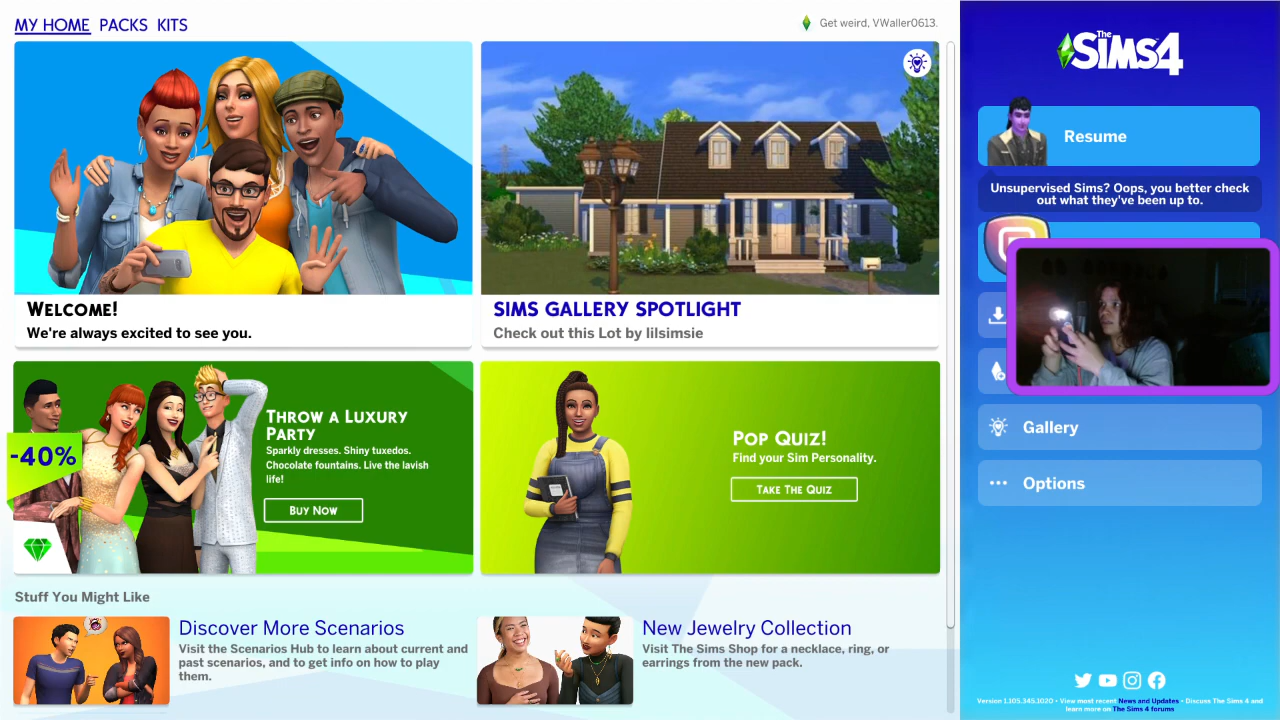 MY HOME PACKS KITS
Get weird, VWaller0613.
WELCOME!
We're always excited to see you.
SIMS GALLERY SPOTLIGHT
Check out this Lot by lilsimsie
-40%
THROW A LUXURY
PARTY
Sparkly dresses. Shiny tuxedos.
Chocolate fountains. Live the lavish
life!
BUY NOW
POP QUIZ!
Find your Sim Personality.
TAKE THE QUIZ
Stuff You Might Like
Discover More Scenarios
Visit the Scenarios Hub to learn about current and
past scenarios, and to get info on how to play
them.
New Jewelry Collection
Visit The Sims Shop for a necklace, ring, or
earrings from the new pack.
The
SIMS4
Resume
Unsupervised Sims? Oops, you better check
out what they've been up to.
Gallery
Options
Version 1.105.345.1020 • View most recent News and Updates • Discuss The Sims 4 and
learn more on The Sims 4 forums